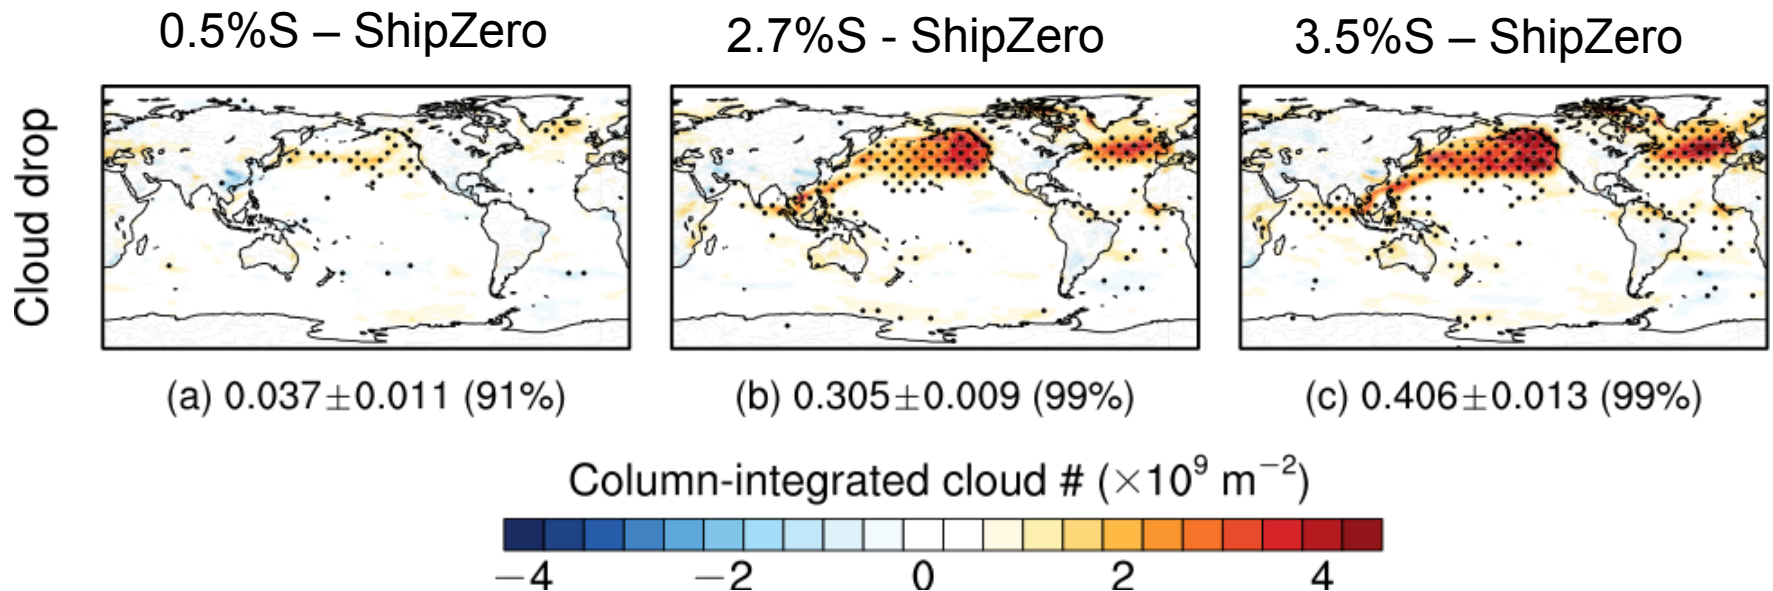 0.5%S – ShipZero
2.7%S - ShipZero
3.5%S – ShipZero
Cloud drop
(a) 0.037±0.011 (91%)
(b) 0.305±0.009 (99%)
(c) 0.406±0.013 (99%)
Column-integrated cloud # (×10⁹ m⁻²)
−4 −2 0 2 4